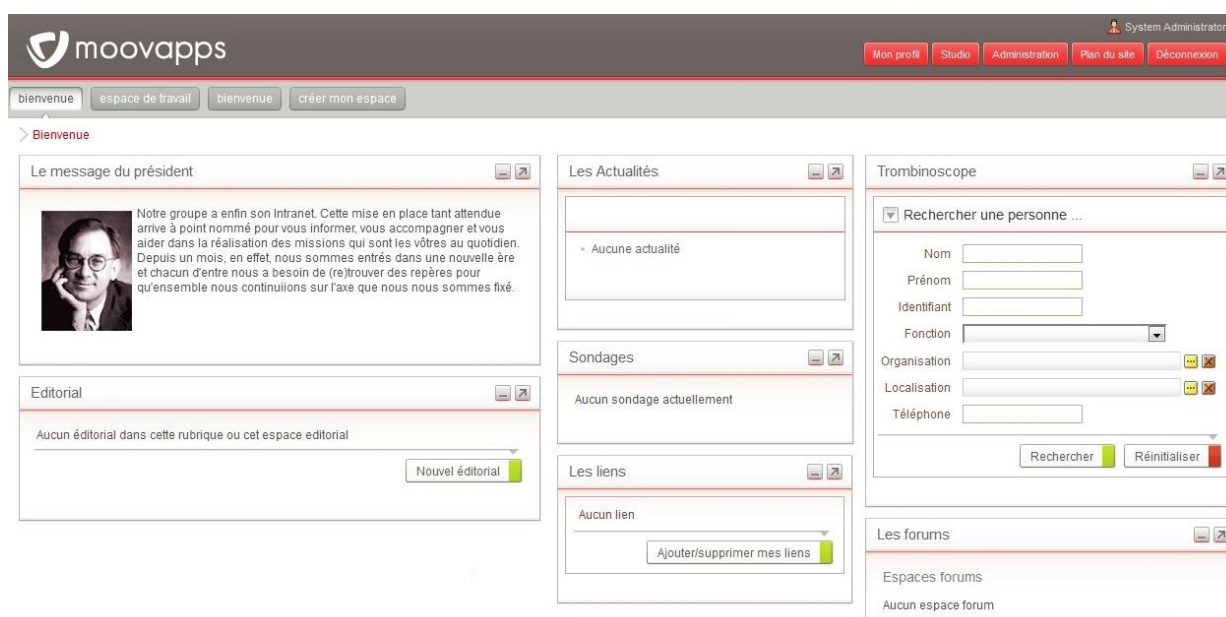 System Administrator
moovapps
Mon profil Studio Administration Plan du site Déconnexion
bienvenue espace de travail bienvenue créer mon espace
Bienvenue
Le message du président
Notre groupe a enfin son Intranet. Cette mise en place tant attendue
arrive à point nommé pour vous informer, vous accompagner et vous
aider dans la réalisation des missions qui sont les vôtres au quotidien.
Depuis un mois, en effet, nous sommes entrés dans une nouvelle ère
et chacun d'entre nous a besoin de (re)trouver des repères pour
qu'ensemble nous continuiions sur l'axe que nous nous sommes fixé.
Editorial
Aucun éditorial dans cette rubrique ou cet espace editorial
Nouvel éditorial
Les Actualités
Aucune actualité
Sondages
Aucun sondage actuellement
Les liens
Aucun lien
Ajouter/supprimer mes liens
Trombinoscope
Rechercher une personne ...
Nom
Prénom
Identifiant
Fonction
Organisation
Localisation
Téléphone
Rechercher Réinitialiser
Les forums
Espaces forums
Aucun espace forum